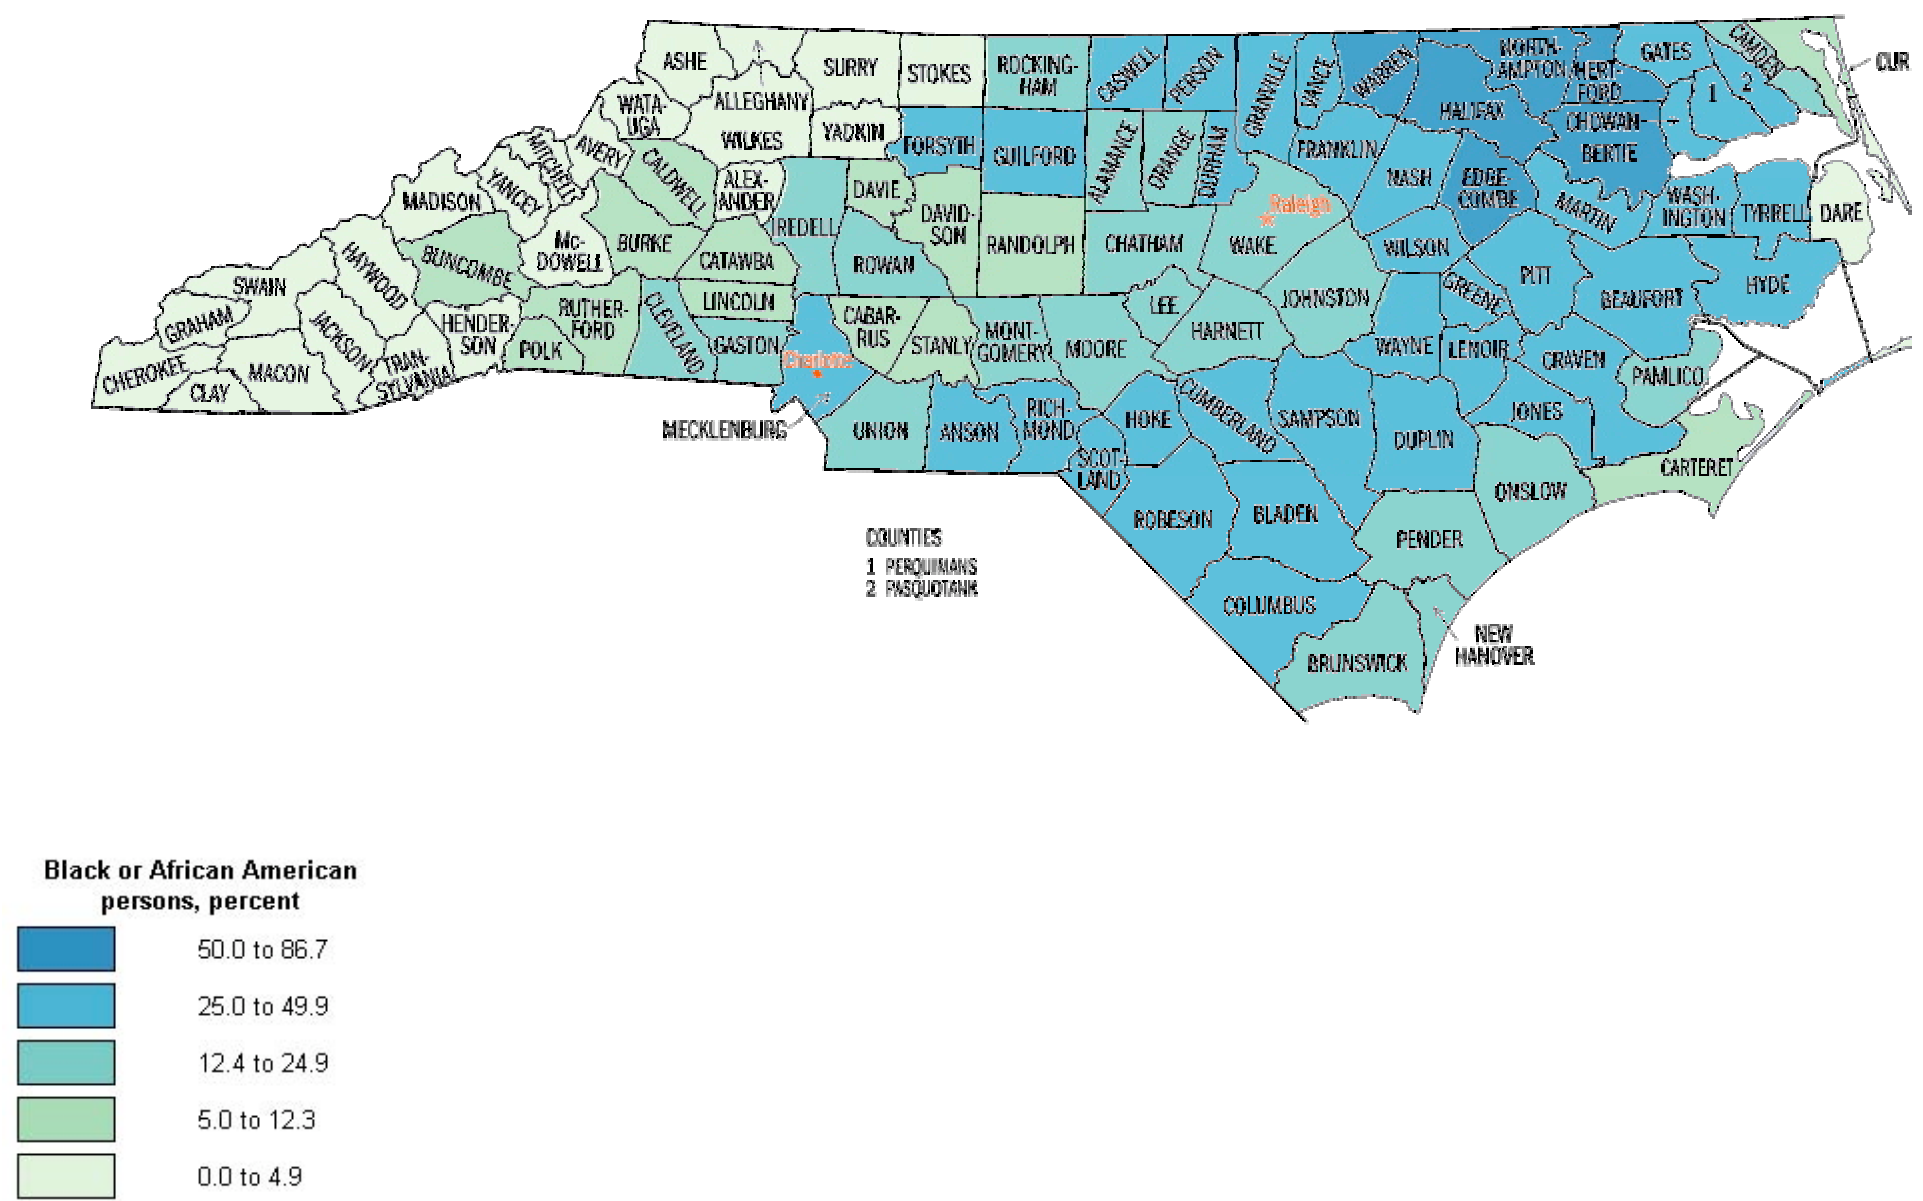 ASHE
SURRY
STOKES
ROCKING-
HAM
CASWELL
PERSON
GRANVILLE
VANCE
WARREN
NORTH-
AMPTON
HERT-
FORD
GATES
CAMDEN
CUR
WATA-
UGA
ALLEGHANY
WILKES
YADKIN
FORSYTH
GUILFORD
ALAMANCE
ORANGE
DURHAM
FRANKLIN
HALIFAX
CHOWAN
BERTIE
1
2
MITCHELL
AVERY
CALDWELL
ALEX-
ANDER
DAVIE
NASH
EDGE-
COMBE
MARTIN
WASH-
INGTON
TYRRELL
DARE
MADISON
YANCEY
IREDELL
DAVID-
SON
RANDOLPH
CHATHAM
Raleigh
WAKE
WILSON
HAYWOOD
BUNCOMBE
Mc-
DOWELL
BURKE
CATAWBA
ROWAN
JOHNSTON
GREENE
PITT
BEAUFORT
HYDE
SWAIN
GRAHAM
JACKSON
HENDER-
SON
RUTHER-
FORD
POLK
CLEVELAND
LINCOLN
GASTON
CABAR-
RUS
STANLY
MONT-
GOMERY
MOORE
LEE
HARNETT
WAYNE
LENOIR
CRAVEN
PAMLICO
CHEROKEE
CLAY
MACON
TRAN-
SYLVANIA
Charlotte
MECKLENBURG
UNION
ANSON
RICH-
MOND
SCOT-
LAND
HOKE
CUMBERLAND
SAMPSON
DUPLIN
JONES
CARTERET
ONSLOW
ROBESON
BLADEN
PENDER
COLUMBUS
BRUNSWICK
NEW
HANOVER
COUNTIES
1 PERQUIMANS
2 PASQUOTANK
Black or African American
persons, percent
50.0 to 86.7
25.0 to 49.9
12.4 to 24.9
5.0 to 12.3
0.0 to 4.9